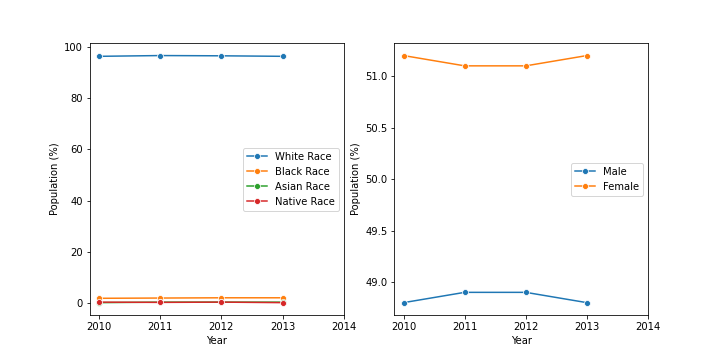 100
80
60
40
20
0
Population (%)
2010 2011 2012 2013 2014
Year
White Race
Black Race
Asian Race
Native Race
51.0
50.5
50.0
49.5
49.0
Population (%)
2010 2011 2012 2013 2014
Year
Male
Female